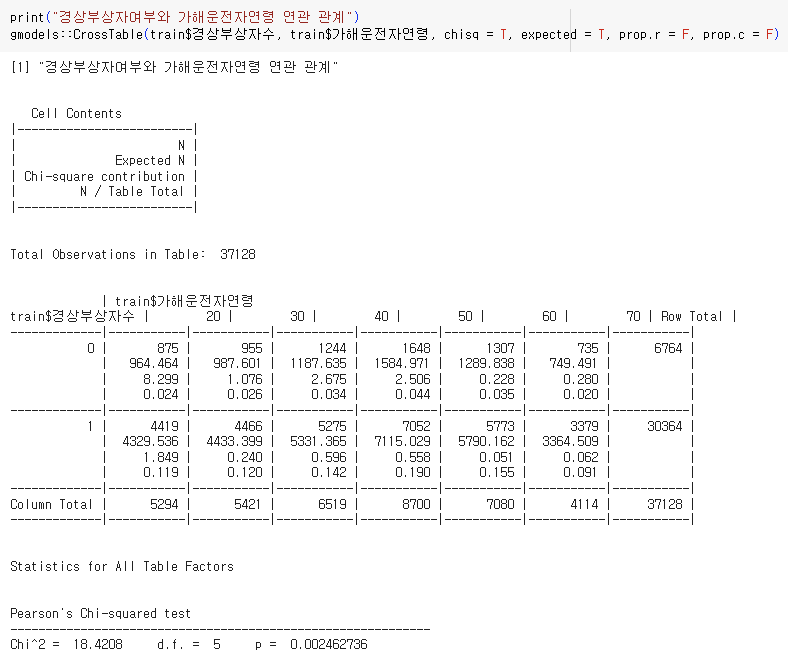 print("경상부상자여부와 가해운전자연령 연관 관계")
gmodels::CrossTable(train$경상부상자수, train$가해운전자연령, chisq = T, expected = T, prop.r = F, prop.c = F)
[1] "경상부상자여부와 가해운전자연령 연관 관계"
Cell Contents
|-------------------------|
| N |
| Expected N |
| Chi-square contribution |
| N / Table Total |
|-------------------------|
Total Observations in Table: 37128
| train$가해운전자연령
train$경상부상자수 | 20 | 30 | 40 | 50 | 60 | 70 | Row Total |
-------------|-----------|-----------|-----------|-----------|-----------|-----------|-----------|
0 | 875 | 955 | 1244 | 1648 | 1307 | 735 | 6764 |
| 964.464 | 987.601 | 1187.635 | 1584.971 | 1289.838 | 749.491 | |
| 8.299 | 1.076 | 2.675 | 2.506 | 0.228 | 0.280 | |
| 0.024 | 0.026 | 0.034 | 0.044 | 0.035 | 0.020 | |
-------------|-----------|-----------|-----------|-----------|-----------|-----------|-----------|
1 | 4419 | 4466 | 5275 | 7052 | 5773 | 3379 | 30364 |
| 4329.536 | 4433.399 | 5331.365 | 7115.029 | 5790.162 | 3364.509 | |
| 1.849 | 0.240 | 0.596 | 0.558 | 0.051 | 0.062 | |
| 0.119 | 0.120 | 0.142 | 0.190 | 0.155 | 0.091 | |
-------------|-----------|-----------|-----------|-----------|-----------|-----------|-----------|
Column Total | 5294 | 5421 | 6519 | 8700 | 7080 | 4114 | 37128 |
-------------|-----------|-----------|-----------|-----------|-----------|-----------|-----------|
Statistics for All Table Factors
Pearson's Chi-squared test
------------------------------------------------------------
Chi^2 = 18.4208 d.f. = 5 p = 0.002462736